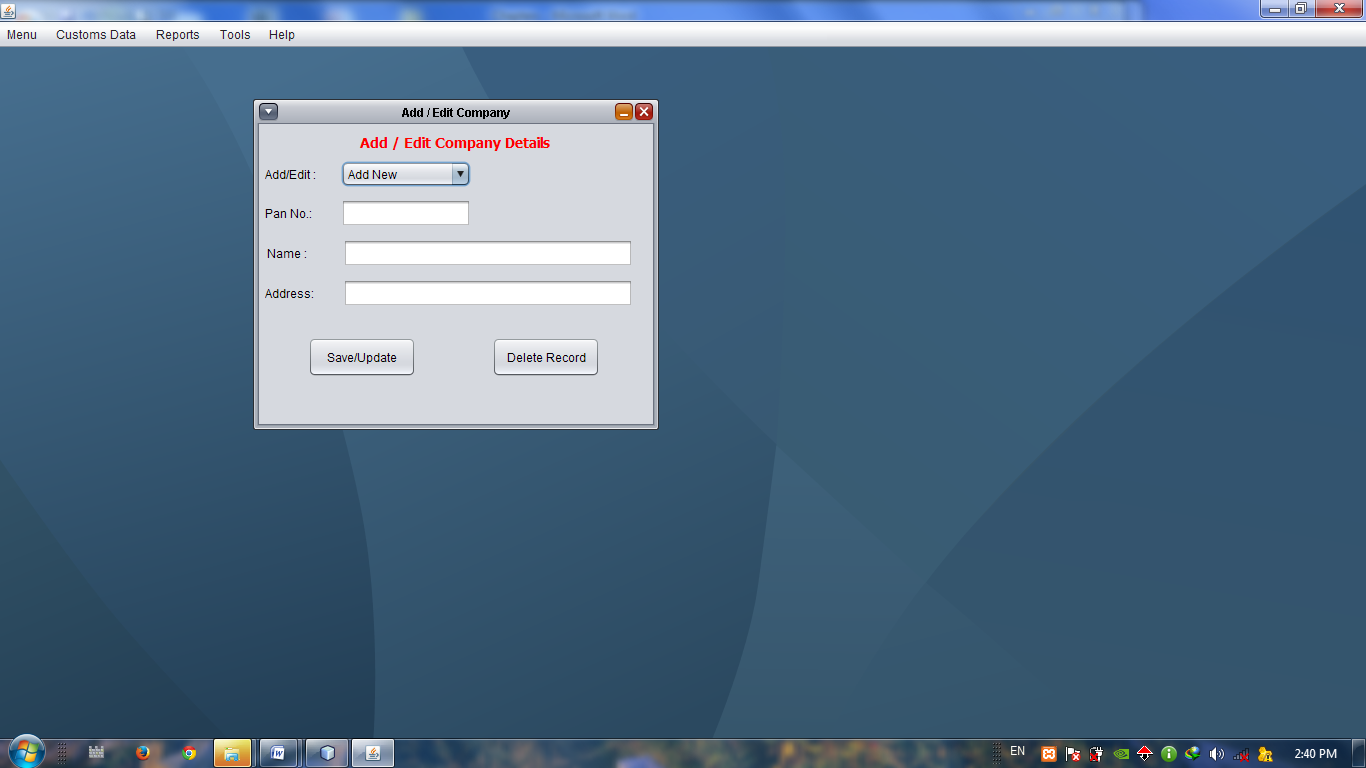 Menu Customs Data Reports Tools Help
Add / Edit Company
Add / Edit Company Details
Add/Edit : Add New
Pan No.:
Name :
Address:
Save/Update Delete Record
EN 2:40 PM